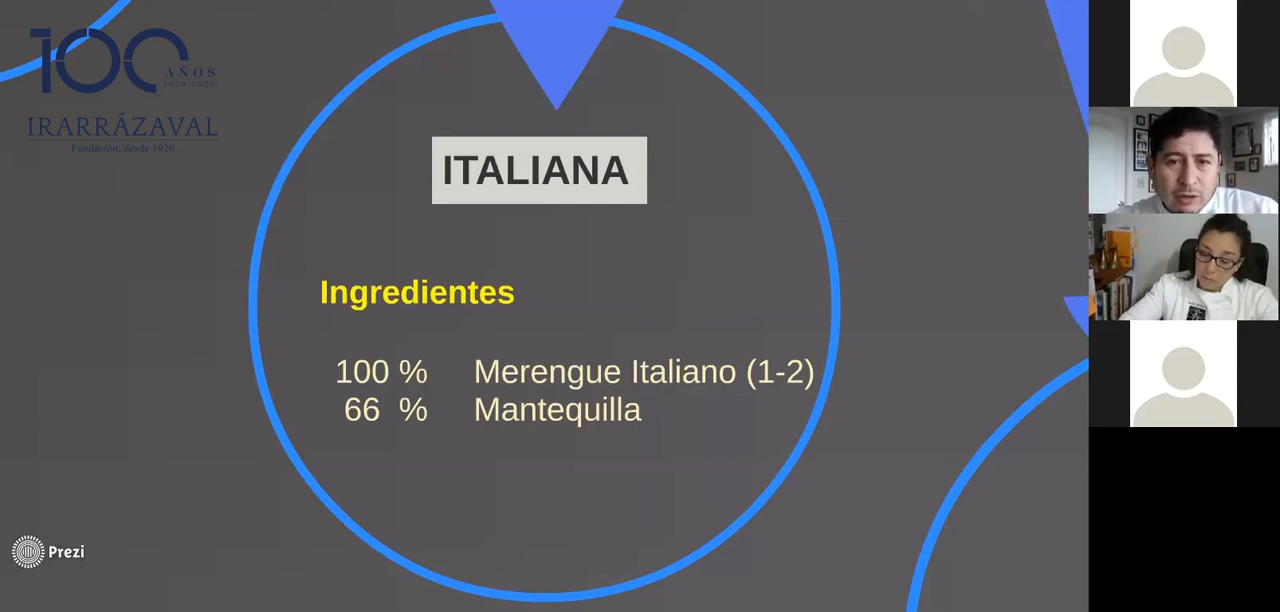 100
AÑOS
1920-2020
IRARRÁZAVAL
Fundación, desde 1920
ITALIANA
Ingredientes
100 % Merengue Italiano (1-2)
66 % Mantequilla
Prezi